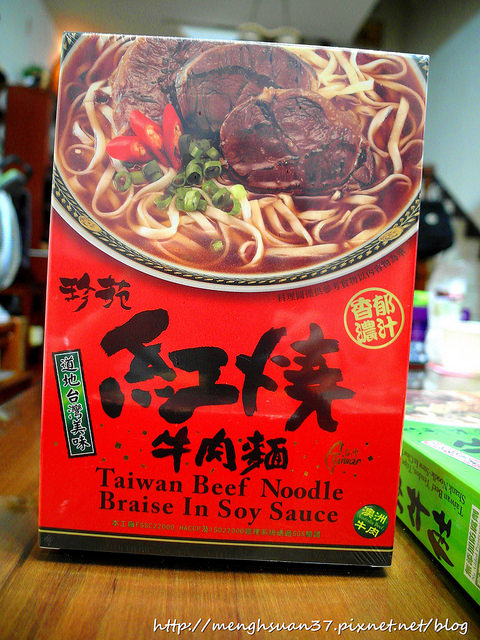 珍苑
香郁
濃汁
紅燒
道地台灣美味
牛肉麵
Taiwan Beef Noodle
Braise In Soy Sauce
澳洲
牛肉
http://menghsuan37.pixnet.net/blog